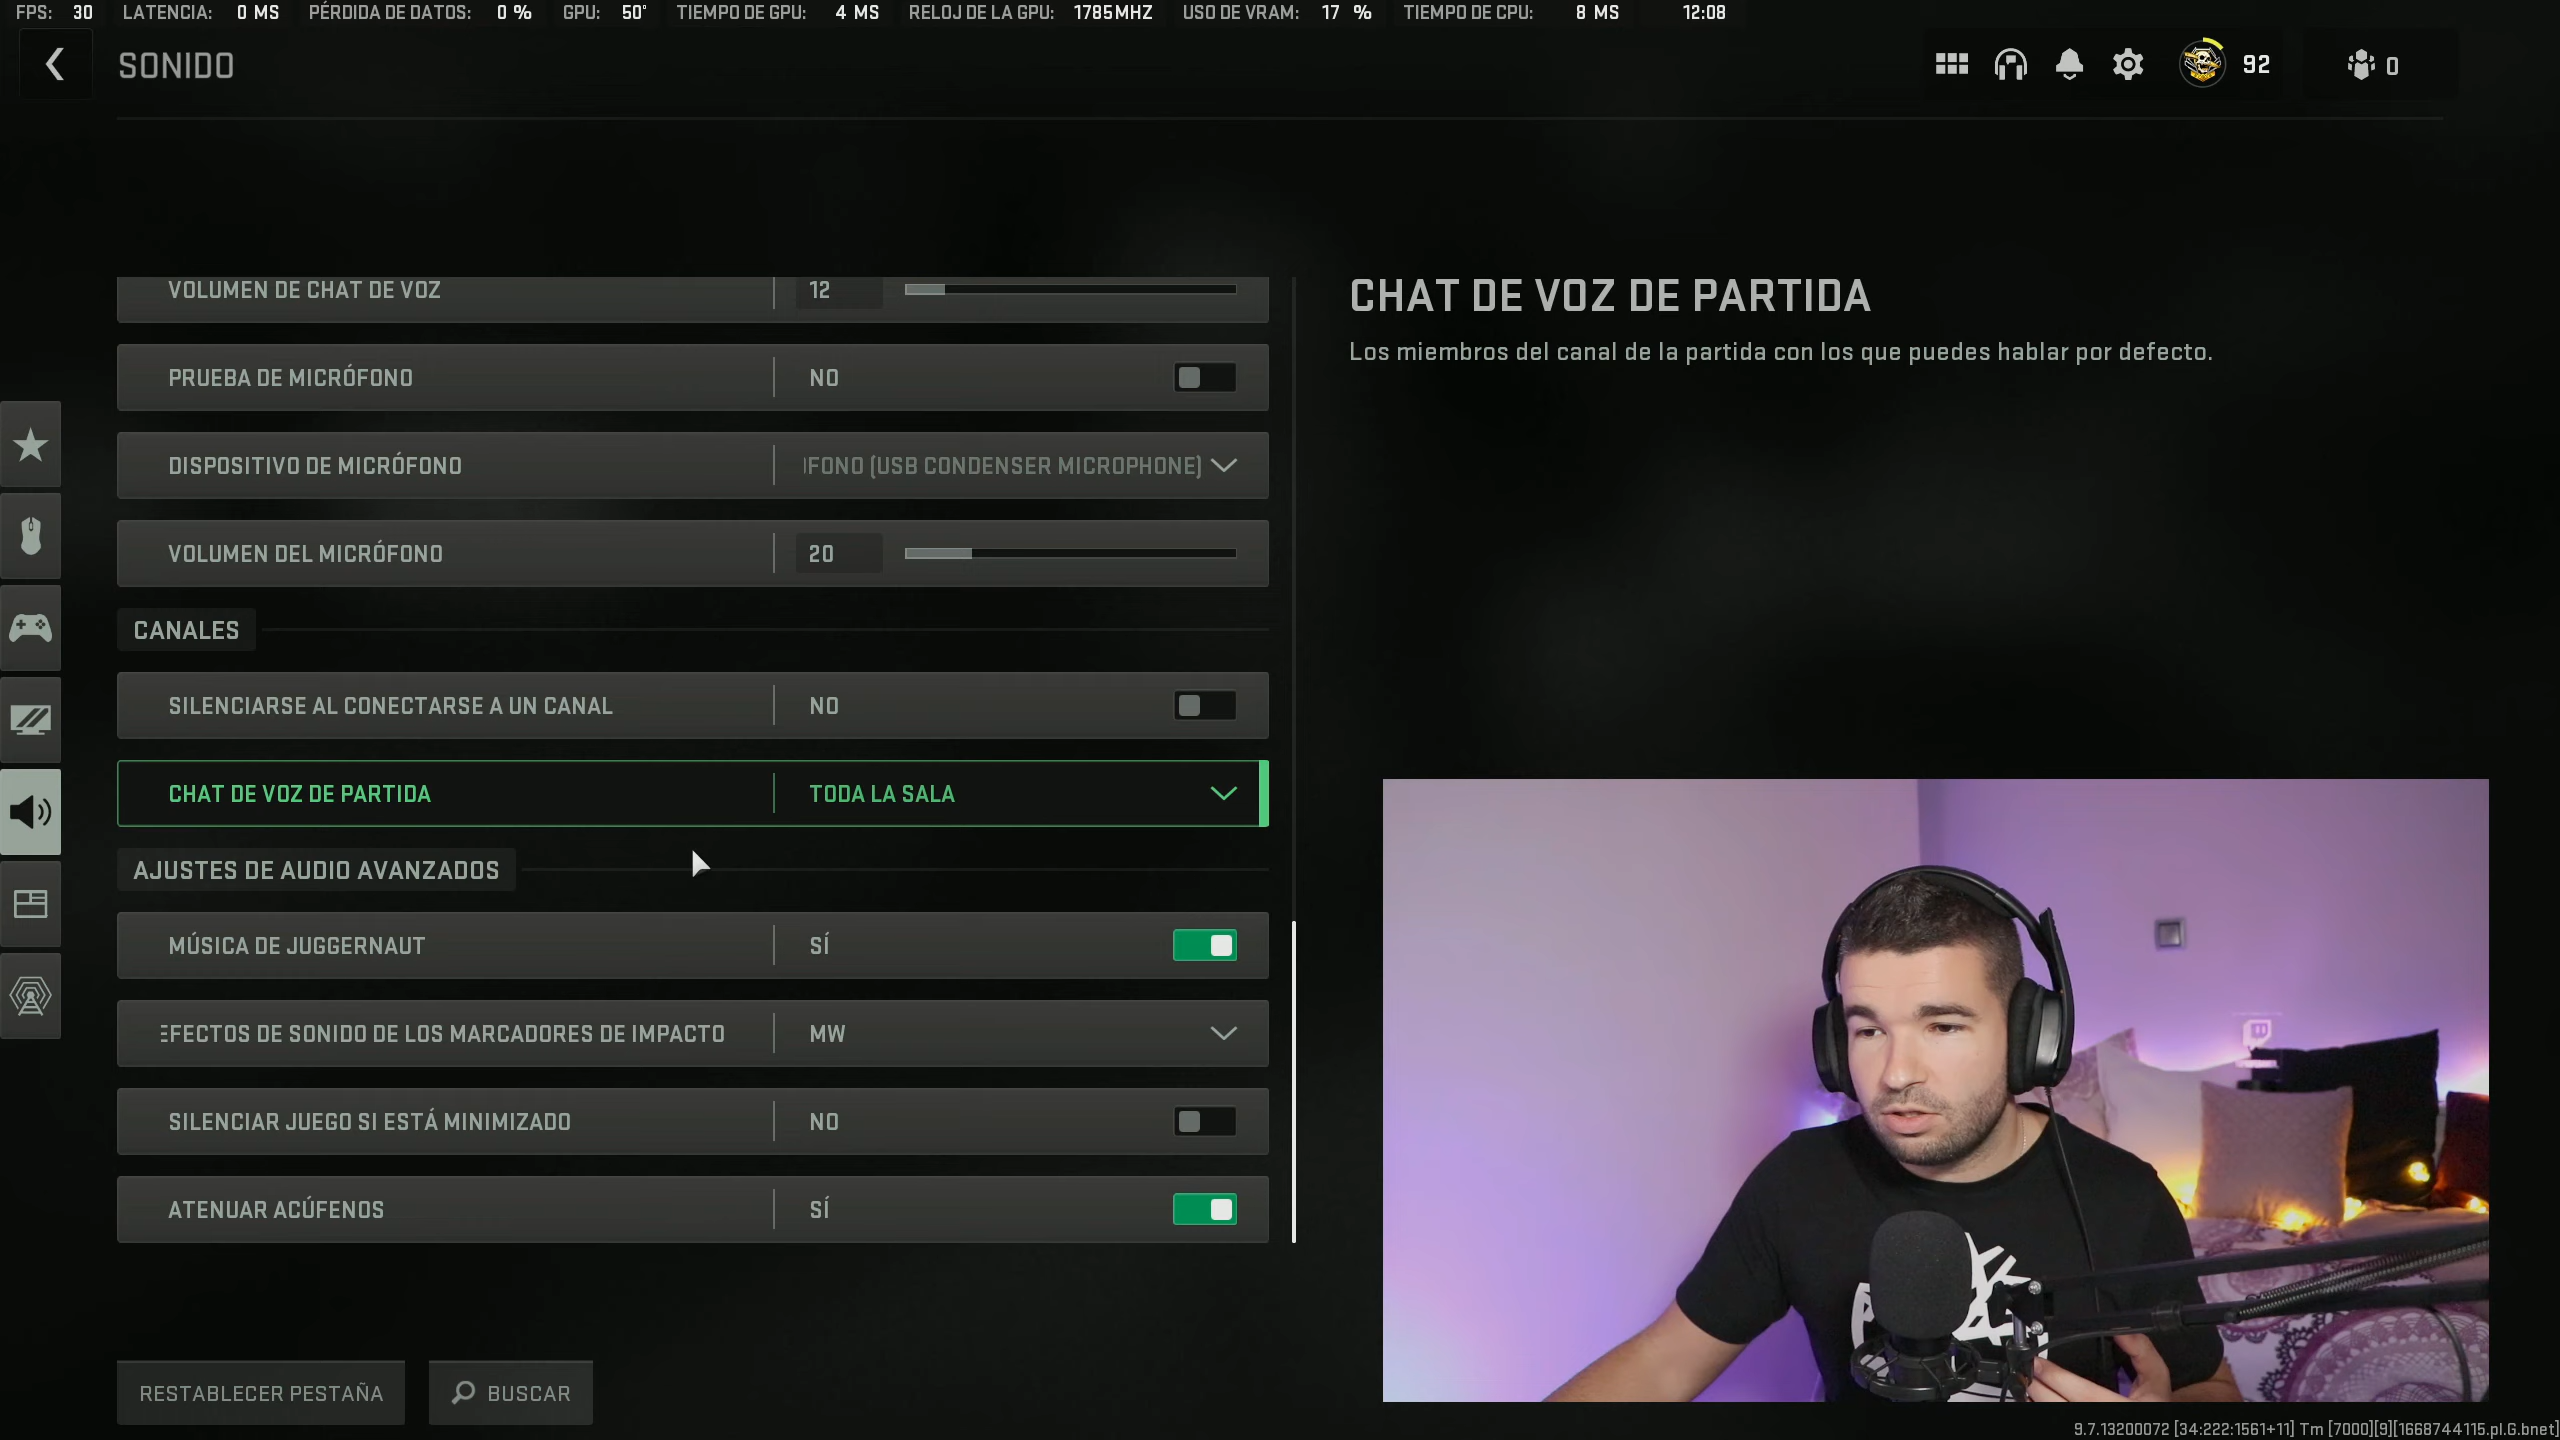 FPS: 30 LATENCIA: 0 MS PÉRDIDA DE DATOS: 0 % GPU: 50° TIEMPO DE GPU: 4 MS RELOJ DE LA GPU: 1785MHZ USO DE VRAM: 17 % TIEMPO DE CPU: 8 MS 12:08
SONIDO
92
0
VOLUMEN DE CHAT DE VOZ 12
PRUEBA DE MICRÓFONO NO
DISPOSITIVO DE MICRÓFONO FONO (USB CONDENSER MICROPHONE)
VOLUMEN DEL MICRÓFONO 20
CANALES
SILENCIARSE AL CONECTARSE A UN CANAL NO
CHAT DE VOZ DE PARTIDA TODA LA SALA
AJUSTES DE AUDIO AVANZADOS
MÚSICA DE JUGGERNAUT SÍ
EFECTOS DE SONIDO DE LOS MARCADORES DE IMPACTO MW
SILENCIAR JUEGO SI ESTÁ MINIMIZADO NO
ATENUAR ACÚFENOS SÍ
RESTABLECER PESTAÑA BUSCAR
CHAT DE VOZ DE PARTIDA
Los miembros del canal de la partida con los que puedes hablar por defecto.
9.7.13200072 [34:222:1561+11] Tm [7000][9][1668744115.pl.G.bnet]